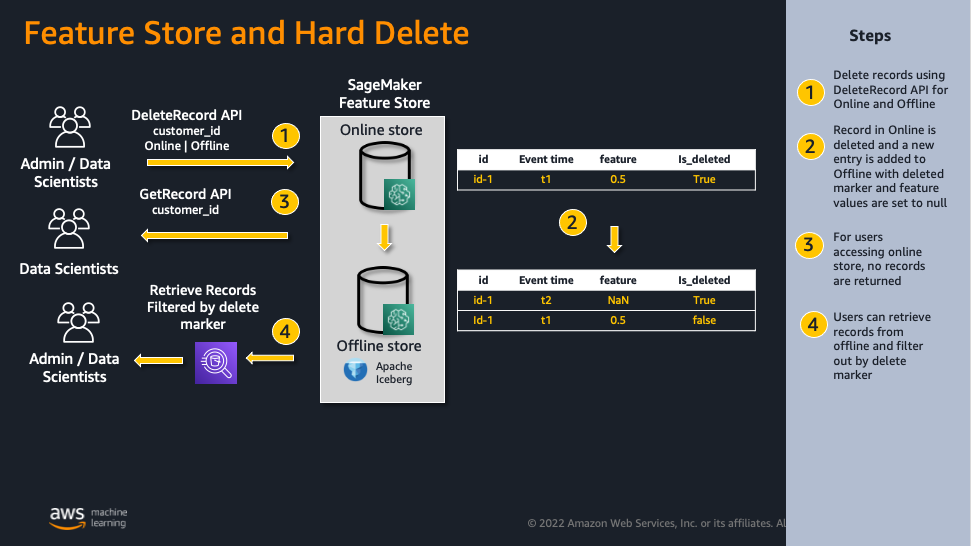 Feature Store and Hard Delete
SageMaker
Feature Store
DeleteRecord API
customer_id
Online | Offline
1
Admin / Data
Scientists
GetRecord API
customer_id
3
Data Scientists
Retrieve Records
Filtered by delete
marker
4
Admin / Data
Scientists
Online store
Offline store
Apache
Iceberg
id Event time feature Is_deleted
id-1 t1 0.5 True
2
id Event time feature Is_deleted
id-1 t2 NaN True
Id-1 t1 0.5 false
Steps
1
Delete records using
DeleteRecord API for
Online and Offline
2
Record in Online is
deleted and a new
entry is added to
Offline with deleted
marker and feature
values are set to null
3
For users
accessing online
store, no records
are returned
4
Users can retrieve
records from
offline and filter
out by delete
marker
aws machine
learning
© 2022 Amazon Web Services, Inc. or its affiliates. Al